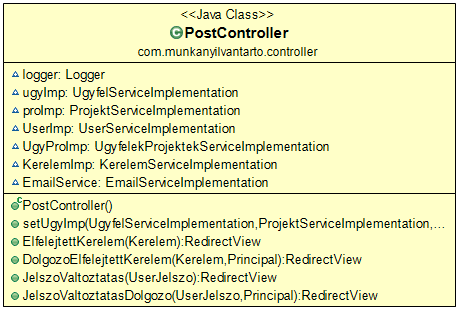 <<Java Class>>
PostController
com.munkanyilvantarto.controller
logger: Logger
ugyImp: UgyfelServiceImplementation
proImp: ProjektServiceImplementation
UserImp: UserServiceImplementation
UgyProImp: UgyfelekProjektekServiceImplementation
KerelemImp: KerelemServiceImplementation
EmailService: EmailServiceImplementation
PostController()
setUgyImp(UgyfelServiceImplementation,ProjektServiceImplementation,...
ElfelejtettKerelem(Kerelem):RedirectView
DolgozoElfelejtettKerelem(Kerelem,Principal):RedirectView
JelszoValtoztatas(UserJelszo):RedirectView
JelszoValtoztatasDolgozo(UserJelszo,Principal):RedirectView